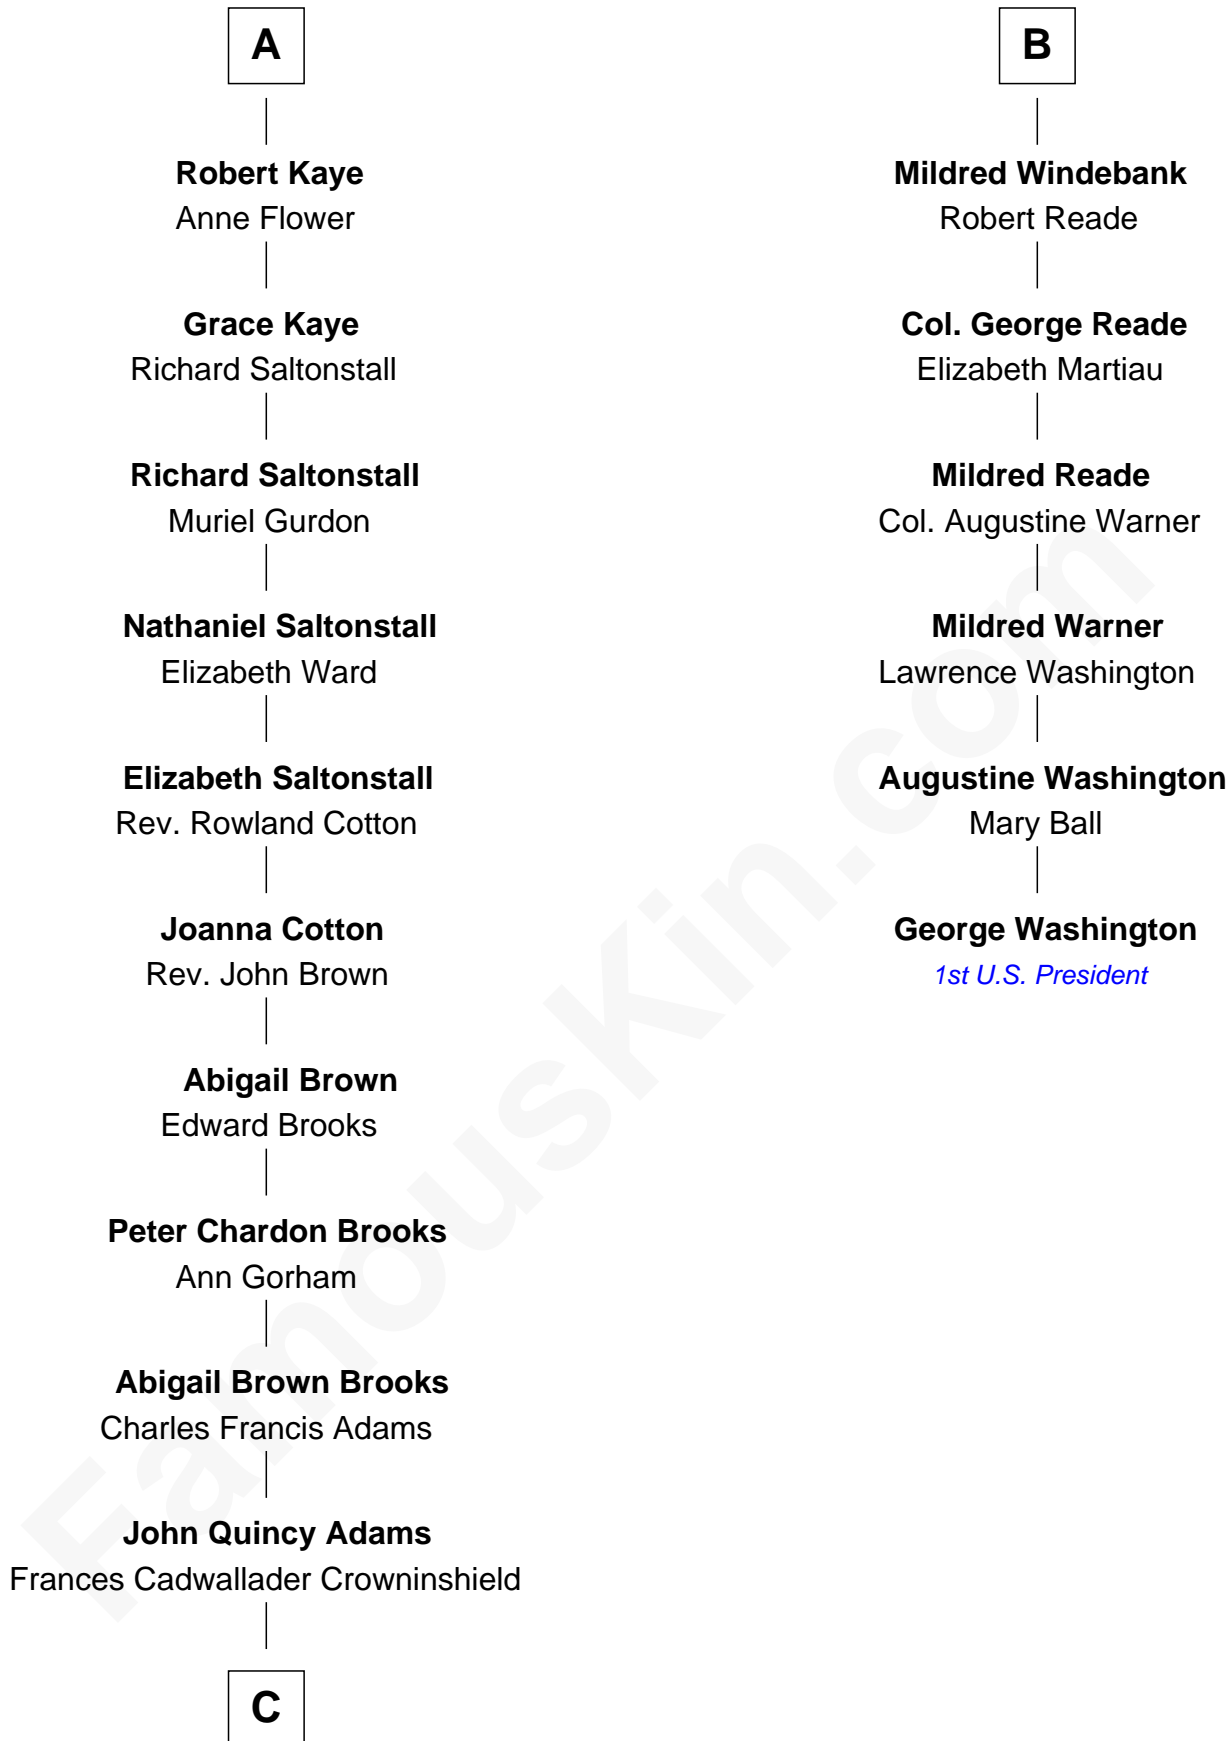 A
Robert Kaye
Anne Flower
Grace Kaye
Richard Saltonstall
Richard Saltonstall
Muriel Gurdon
Nathaniel Saltonstall
Elizabeth Ward
Elizabeth Saltonstall
Rev. Rowland Cotton
Joanna Cotton
Rev. John Brown
Abigail Brown
Edward Brooks
Peter Chardon Brooks
Ann Gorham
Abigail Brown Brooks
Charles Francis Adams
John Quincy Adams
Frances Cadwallader Crowninshield
C
B
Mildred Windebank
Robert Reade
Col. George Reade
Elizabeth Martiau
Mildred Reade
Col. Augustine Warner
Mildred Warner
Lawrence Washington
Augustine Washington
Mary Ball
George Washington
1st U.S. President
FamousKin.com